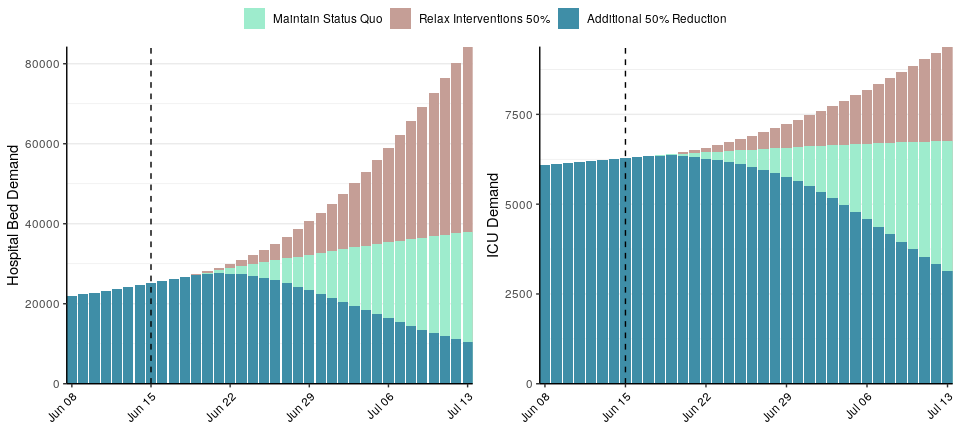 Maintain Status Quo Relax Interventions 50% Additional 50% Reduction
Hospital Bed Demand
80000
60000
40000
20000
0
Jun 08 Jun 15 Jun 22 Jun 29 Jul 06 Jul 13
ICU Demand
7500
5000
2500
0
Jun 08 Jun 15 Jun 22 Jun 29 Jul 06 Jul 13